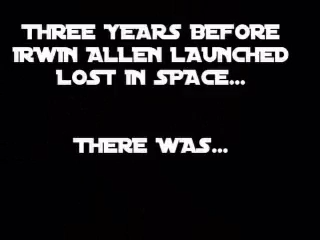 THREE YEARS BEFORE
IRWIN ALLEN LAUNCHED
LOST IN SPACE...
THERE WAS...